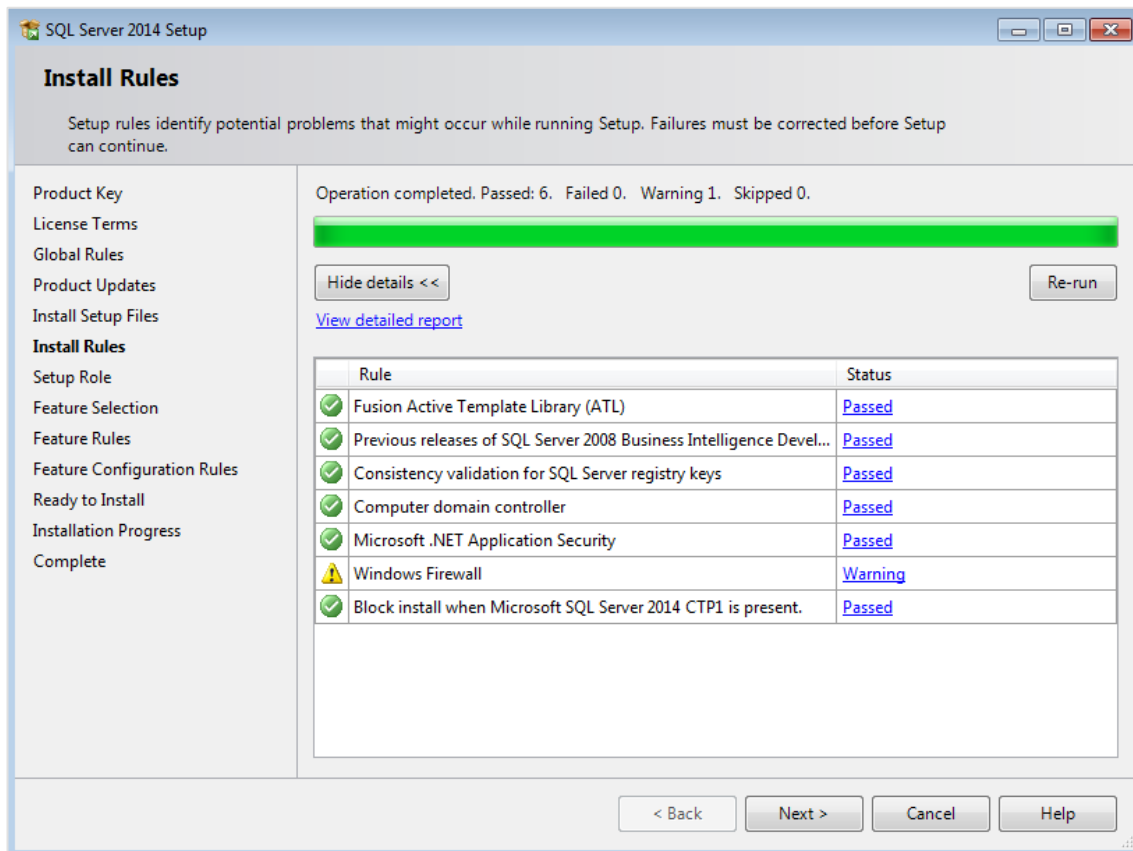 SQL Server 2014 Setup
Install Rules
Setup rules identify potential problems that might occur while running Setup. Failures must be corrected before Setup
can continue.
Product Key
License Terms
Global Rules
Product Updates
Install Setup Files
Install Rules
Setup Role
Feature Selection
Feature Rules
Feature Configuration Rules
Ready to Install
Installation Progress
Complete
Operation completed. Passed: 6. Failed 0. Warning 1. Skipped 0.
Hide details <<
Re-run
View detailed report
Rule Status
Fusion Active Template Library (ATL) Passed
Previous releases of SQL Server 2008 Business Intelligence Devel... Passed
Consistency validation for SQL Server registry keys Passed
Computer domain controller Passed
Microsoft .NET Application Security Passed
Windows Firewall Warning
Block install when Microsoft SQL Server 2014 CTP1 is present. Passed
< Back Next > Cancel Help